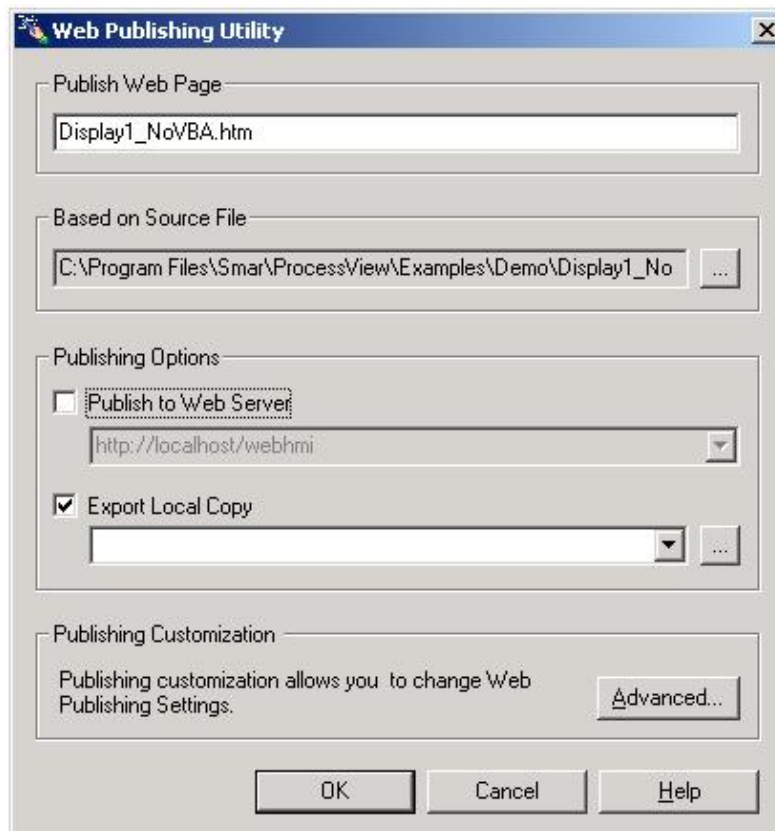 Web Publishing Utility
Publish Web Page
Display1_NoVBA.htm
Based on Source File
C:\Program Files\Smar\ProcessView\Examples\Demo\Display1_No
...
Publishing Options
Publish to Web Server
http://localhost/webhmi
Export Local Copy
...
Publishing Customization
Publishing customization allows you to change Web
Publishing Settings.
Advanced...
OK Cancel Help